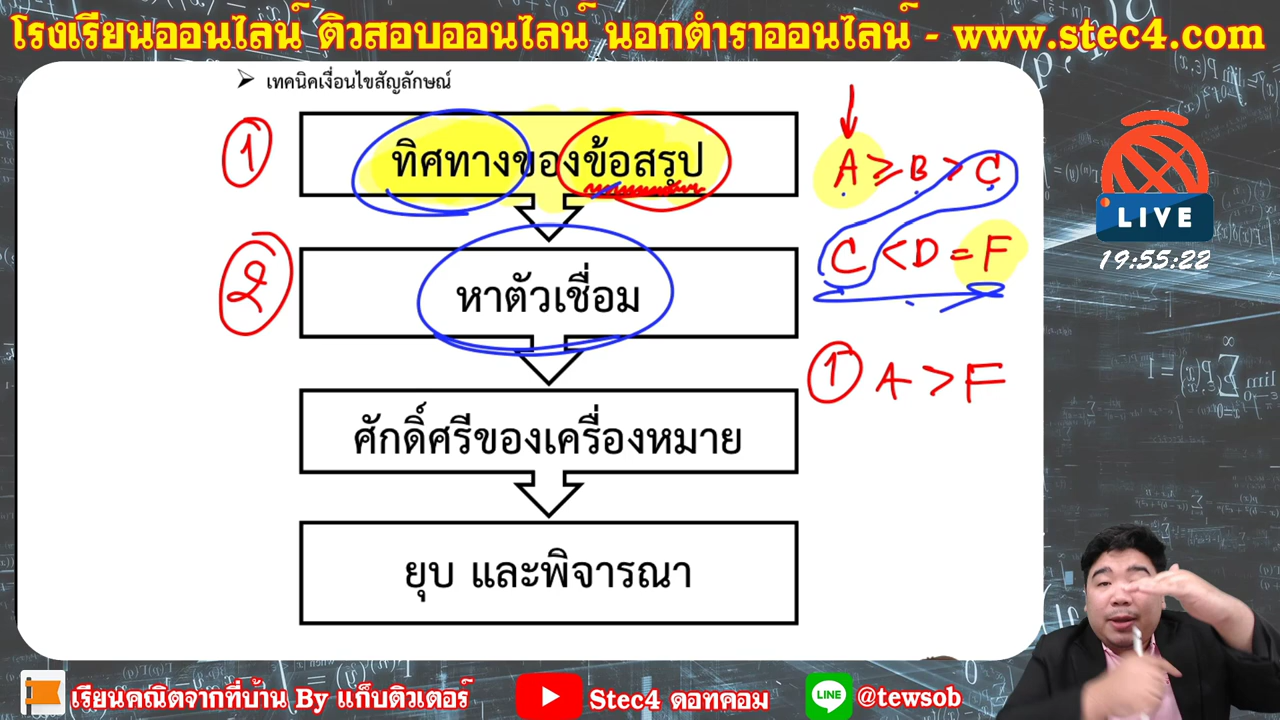 โรงเรียนออนไลน์ ติวสอบออนไลน์ นอกตำราออนไลน์ - www.stec4.com
➢ เทคนิคเงื่อนไขสัญลักษณ์
1 ทิศทางของข้อสรุป
A ≥ B > C
LIVE
19:55:22
2 หาตัวเชื่อม
C < D = F
1 A > F
ศักดิ์ศรีของเครื่องหมาย
ยุบ และพิจารณา
เรียนคณิตจากที่บ้าน By แก็บติวเตอร์
Stec4 ดอทคอม
LINE
@tewsob